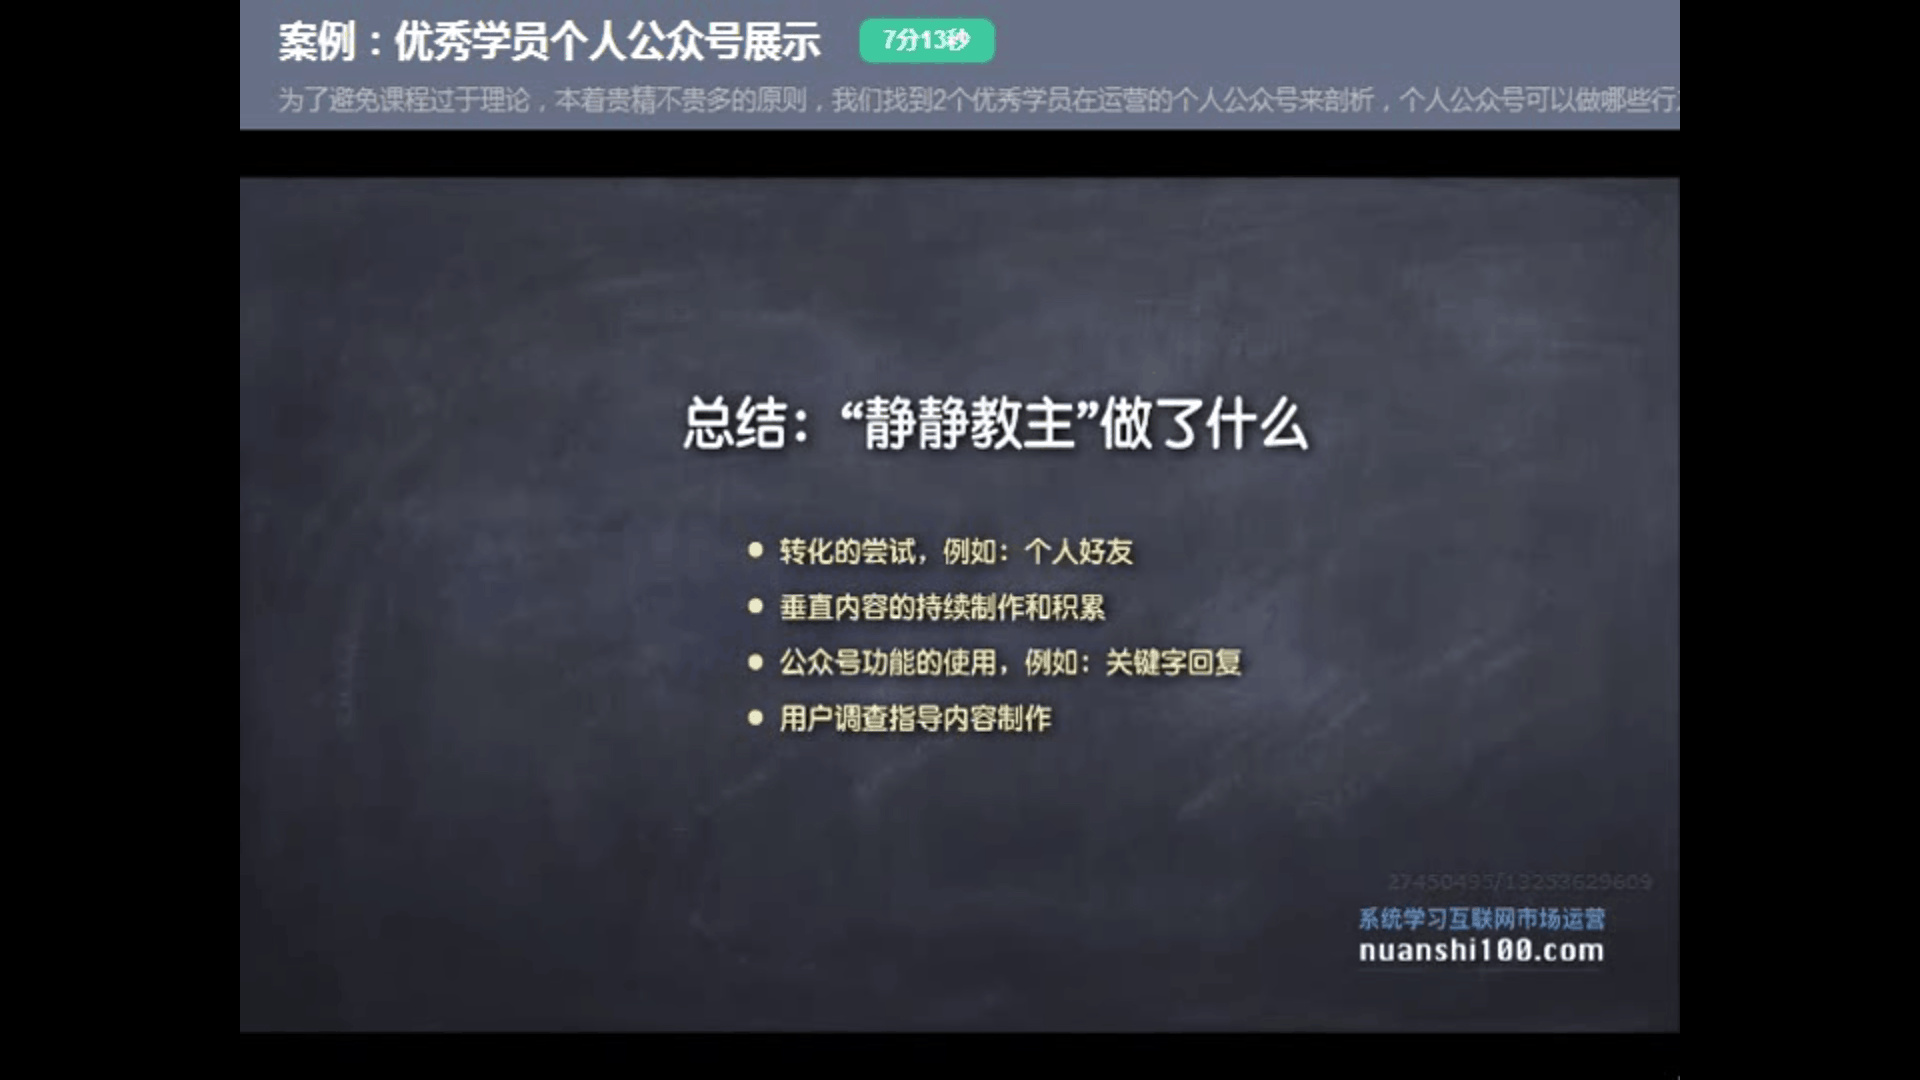 案例：优秀学员个人公众号展示 7分13秒
为了避免课程过于理论，本着贵精不贵多的原则，我们找到2个优秀学员在运营的个人公众号来剖析，个人公众号可以做哪些行
总结：“静静教主”做了什么
• 转化的尝试，例如：个人好友
• 垂直内容的持续制作和积累
• 公众号功能的使用，例如：关键字回复
• 用户调查指导内容制作
27450495/13253629609
系统学习互联网市场运营
nuanshi100.com